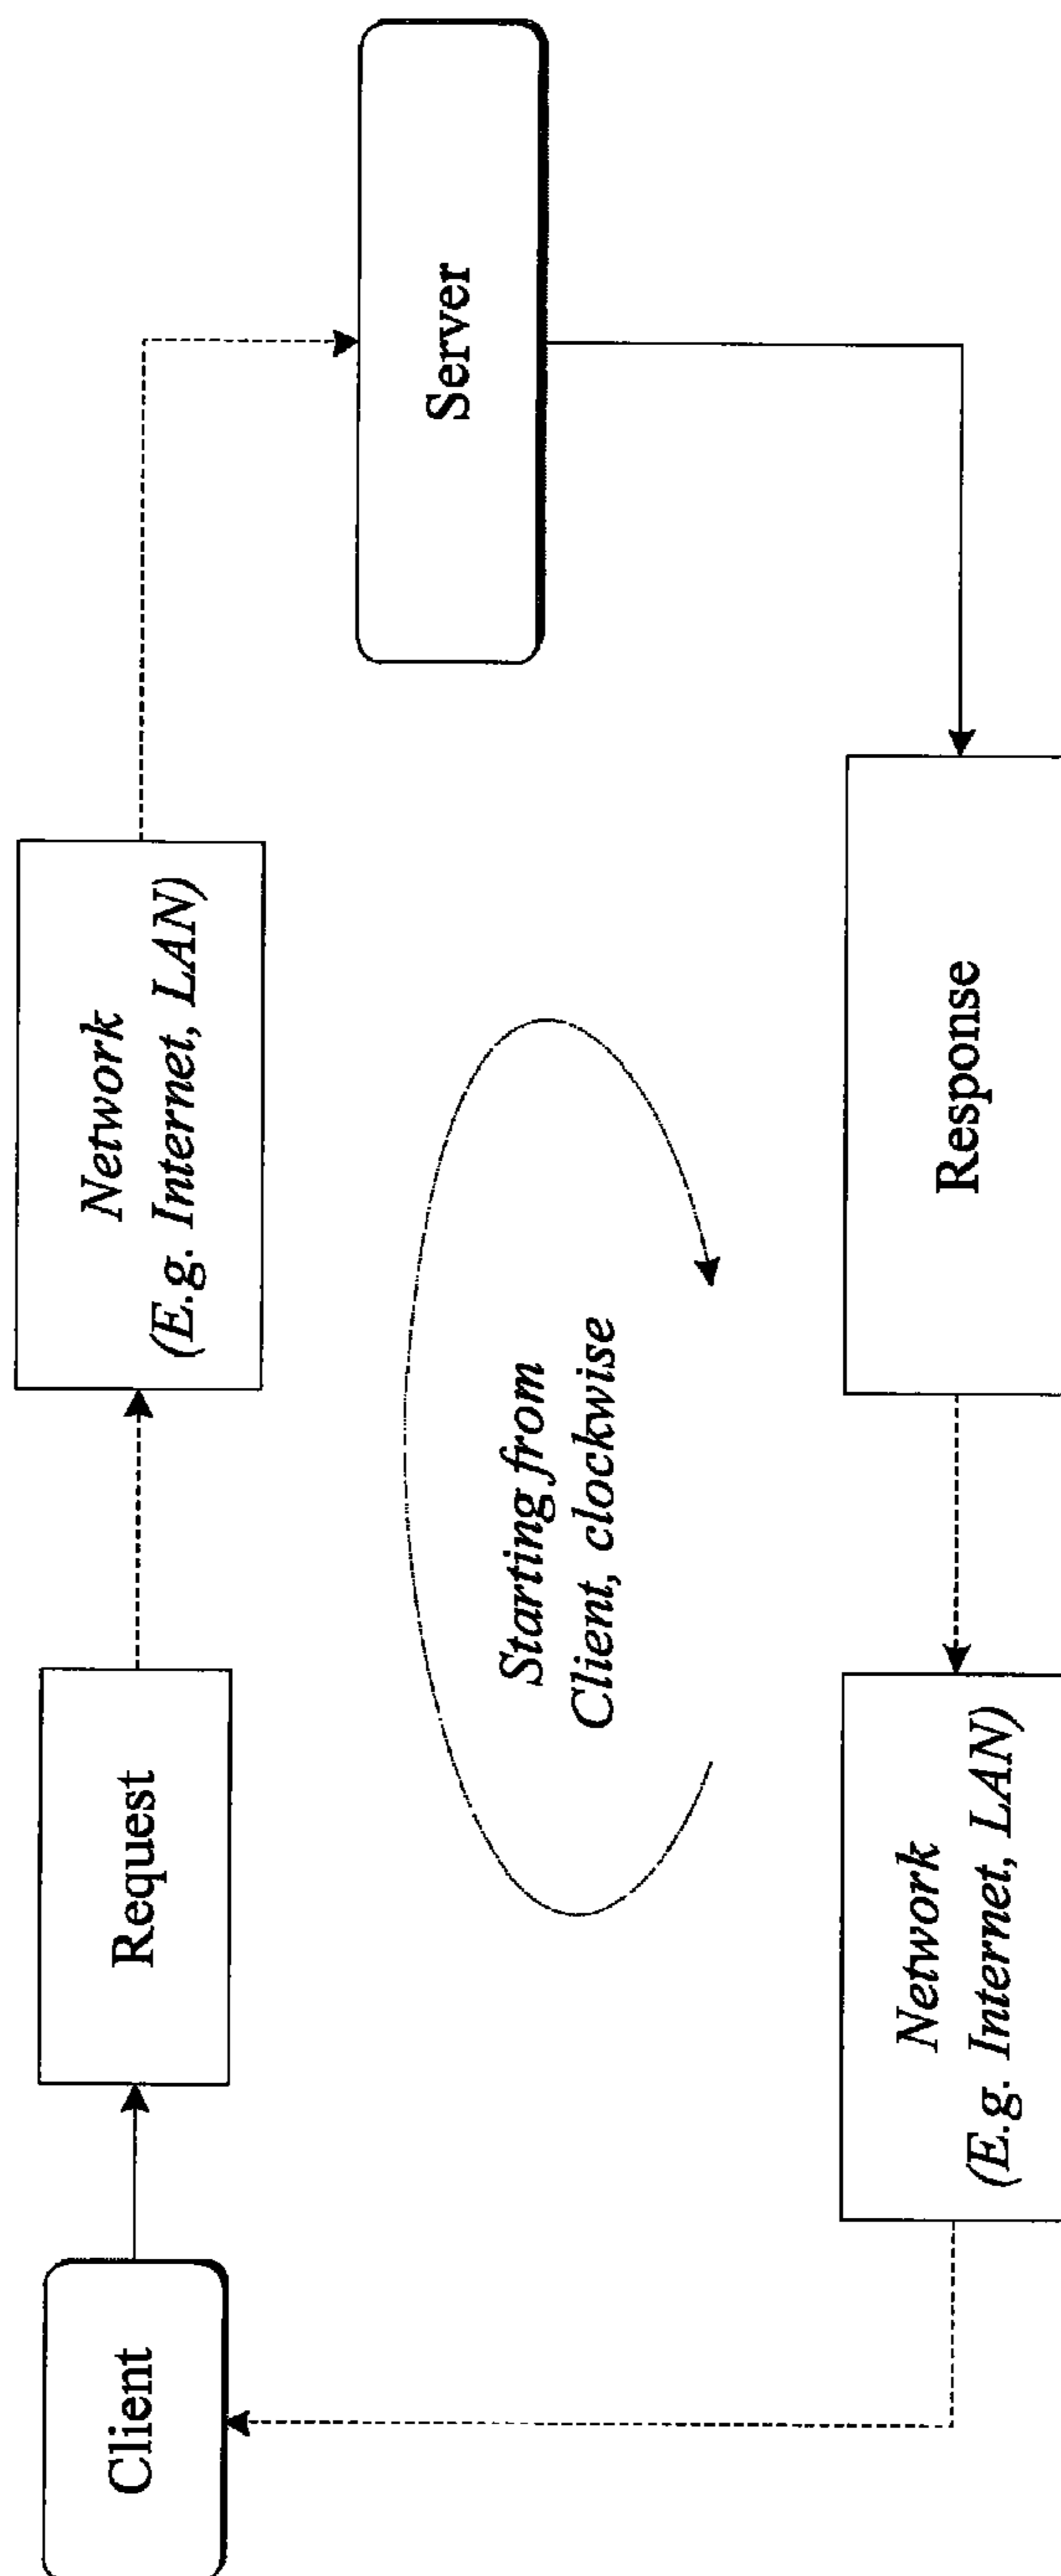 Client
Request
Network
(E.g. Internet, LAN)
Server
Starting from
Client, clockwise
Response
Network
(E.g. Internet, LAN)